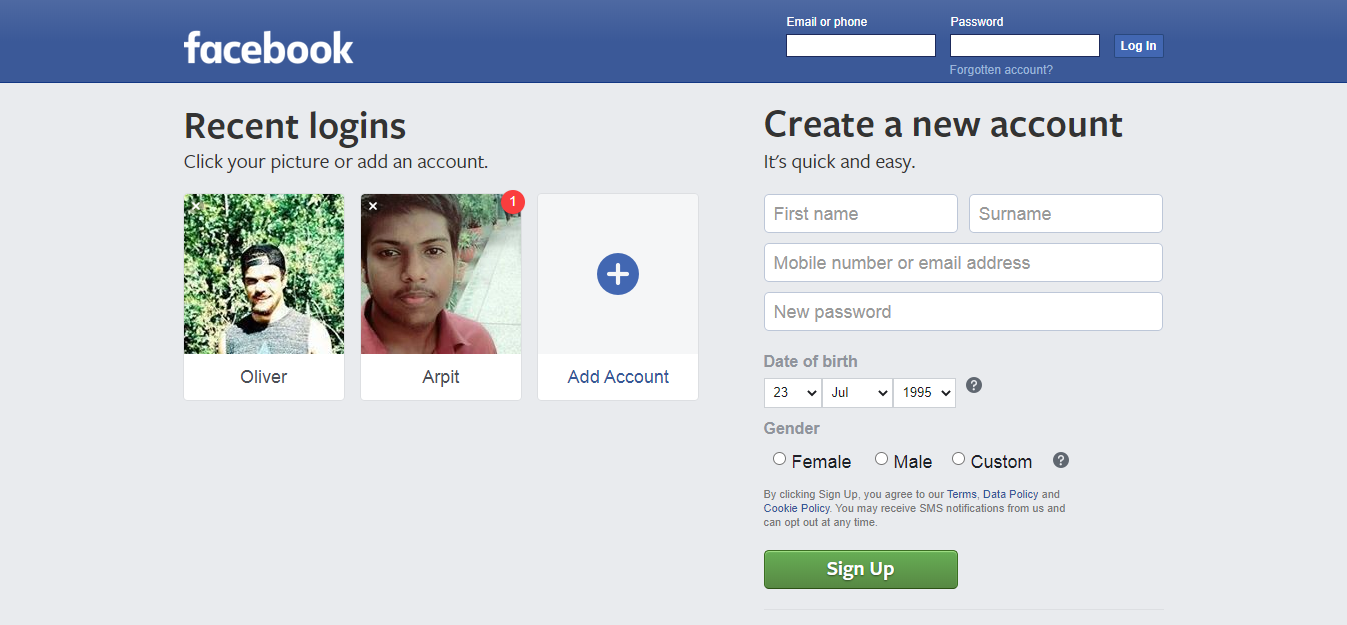 facebook
Email or phone
Password
Log In
Forgotten account?
Recent logins
Click your picture or add an account.
1
Oliver
Arpit
Add Account
Create a new account
It's quick and easy.
First name
Surname
Mobile number or email address
New password
Date of birth
23 Jul 1995
Gender
Female Male Custom
By clicking Sign Up, you agree to our Terms, Data Policy and
Cookie Policy. You may receive SMS notifications from us and
can opt out at any time.
Sign Up